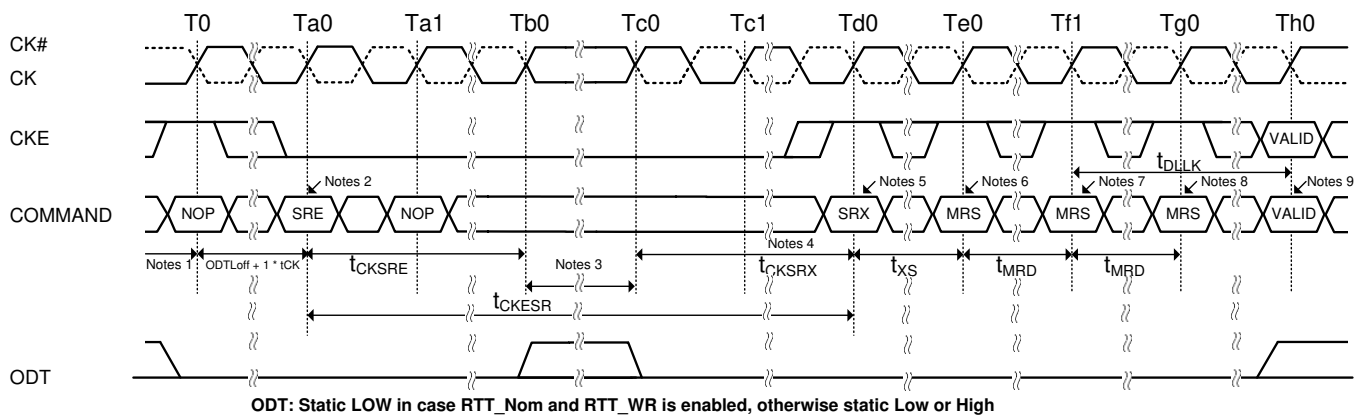 T0 Ta0 Ta1 Tb0 Tc0 Tc1 Td0 Te0 Tf1 Tg0 Th0
CK#
CK
CKE VALID
tDLLK
Notes 2 Notes 5 Notes 6 Notes 7 Notes 8 Notes 9
COMMAND NOP SRE NOP SRX MRS MRS MRS VALID
Notes 1 ODTLoff + 1 * tCK tCKSRE Notes 3 Notes 4 tCKSRX tXS tMRD tMRD
tCKESR
ODT
ODT: Static LOW in case RTT_Nom and RTT_WR is enabled, otherwise static Low or High